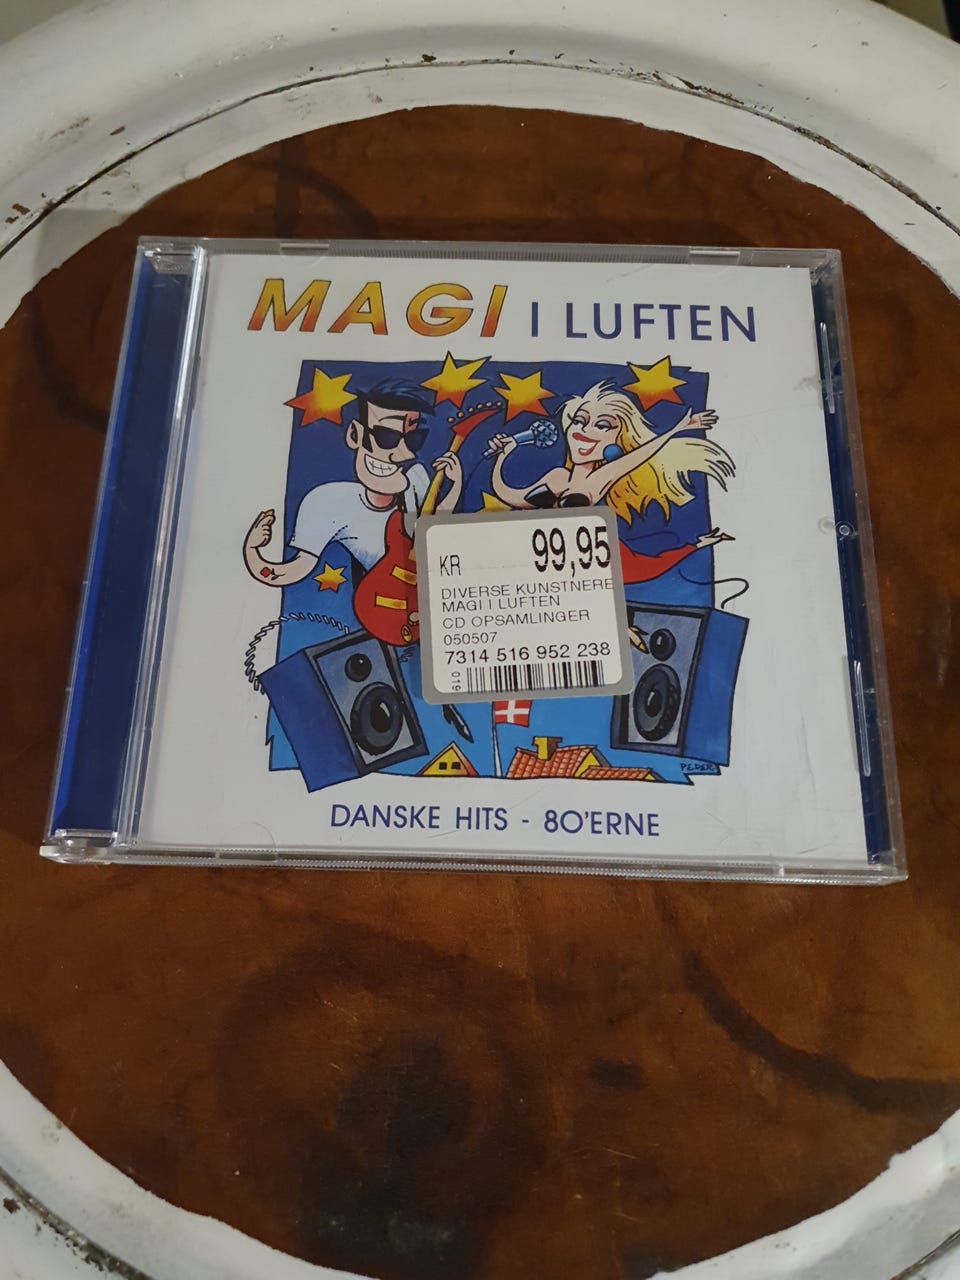 MAGI I LUFTEN
KR 99,95
DIVERSE KUNSTNERE
MAGI I LUFTEN
CD OPSAMLINGER
050507
7314 516 952 238
019
PEDER
DANSKE HITS - 80'ERNE